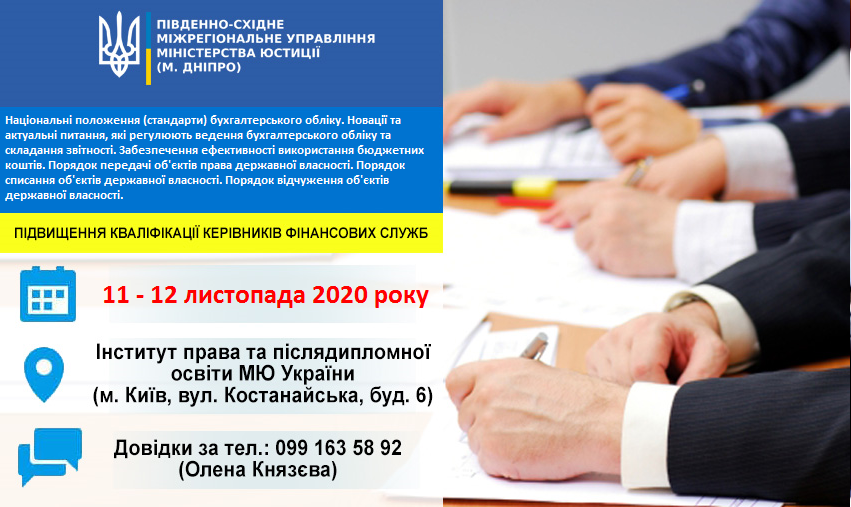 ПІВДЕННО-СХІДНЕ
МІЖРЕГІОНАЛЬНЕ УПРАВЛІННЯ
МІНІСТЕРСТВА ЮСТИЦІЇ
(М. ДНІПРО)
Національні положення (стандарти) бухгалтерського обліку. Новації та
актуальні питання, які регулюють ведення бухгалтерського обліку та
складання звітності. Забезпечення ефективності використання бюджетних
коштів. Порядок передачі об'єктів права державної власності. Порядок
списання об'єктів державної власності. Порядок відчуження об'єктів
державної власності.
ПІДВИЩЕННЯ КВАЛІФІКАЦІЇ КЕРІВНИКІВ ФІНАНСОВИХ СЛУЖБ
11 - 12 листопада 2020 року
Інститут права та післядипломної
освіти МЮ України
(м. Київ, вул. Костанайська, буд. 6)
Довідки за тел.: 099 163 58 92
(Олена Князєва)